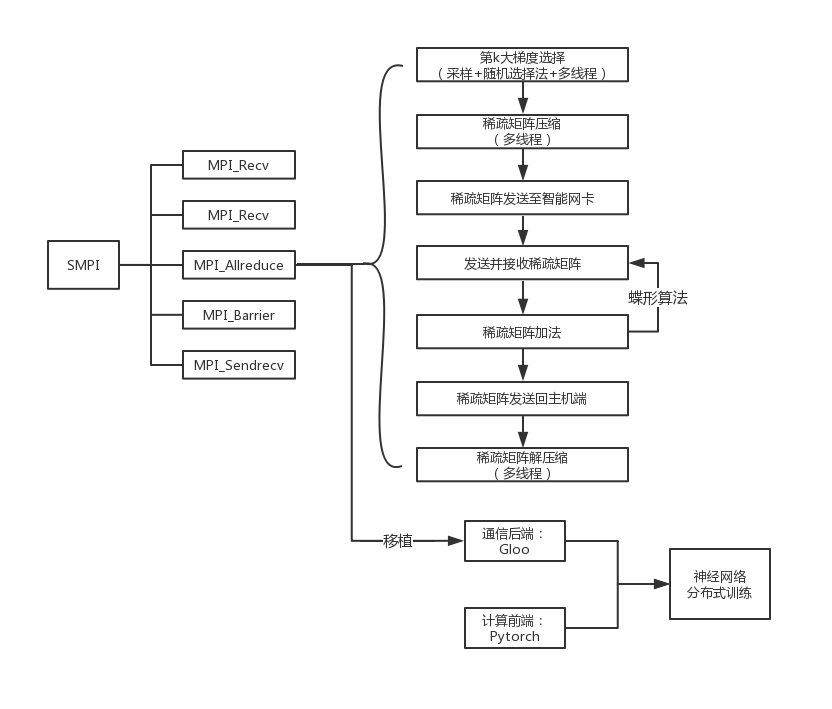 SMPI
MPI_Recv
MPI_Recv
MPI_Allreduce
MPI_Barrier
MPI_Sendrecv
第k大梯度选择
（采样+随机选择法+多线程）
稀疏矩阵压缩
（多线程）
稀疏矩阵发送至智能网卡
发送并接收稀疏矩阵
蝶形算法
稀疏矩阵加法
稀疏矩阵发送回主机端
稀疏矩阵解压缩
（多线程）
移植
通信后端：
Gloo
计算前端：
Pytorch
神经网络
分布式训练